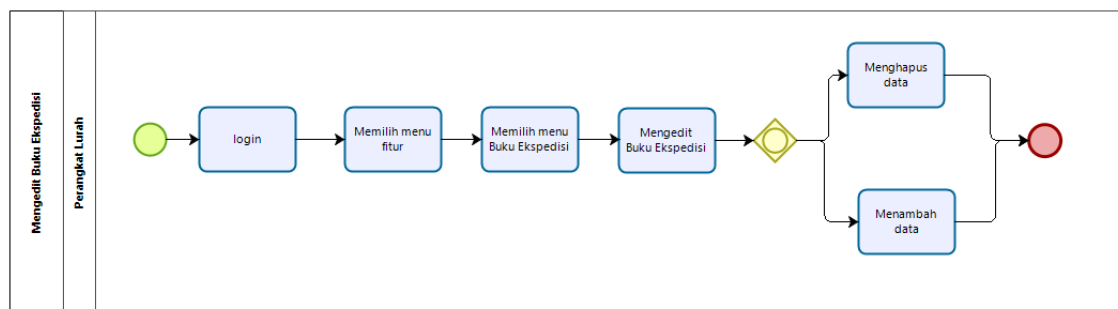 Mengedit Buku Ekspedisi
Perangkat Lurah
login
Memilih menu
fitur
Memilih menu
Buku Ekspedisi
Mengedit
Buku Ekspedisi
Menghapus
data
Menambah
data